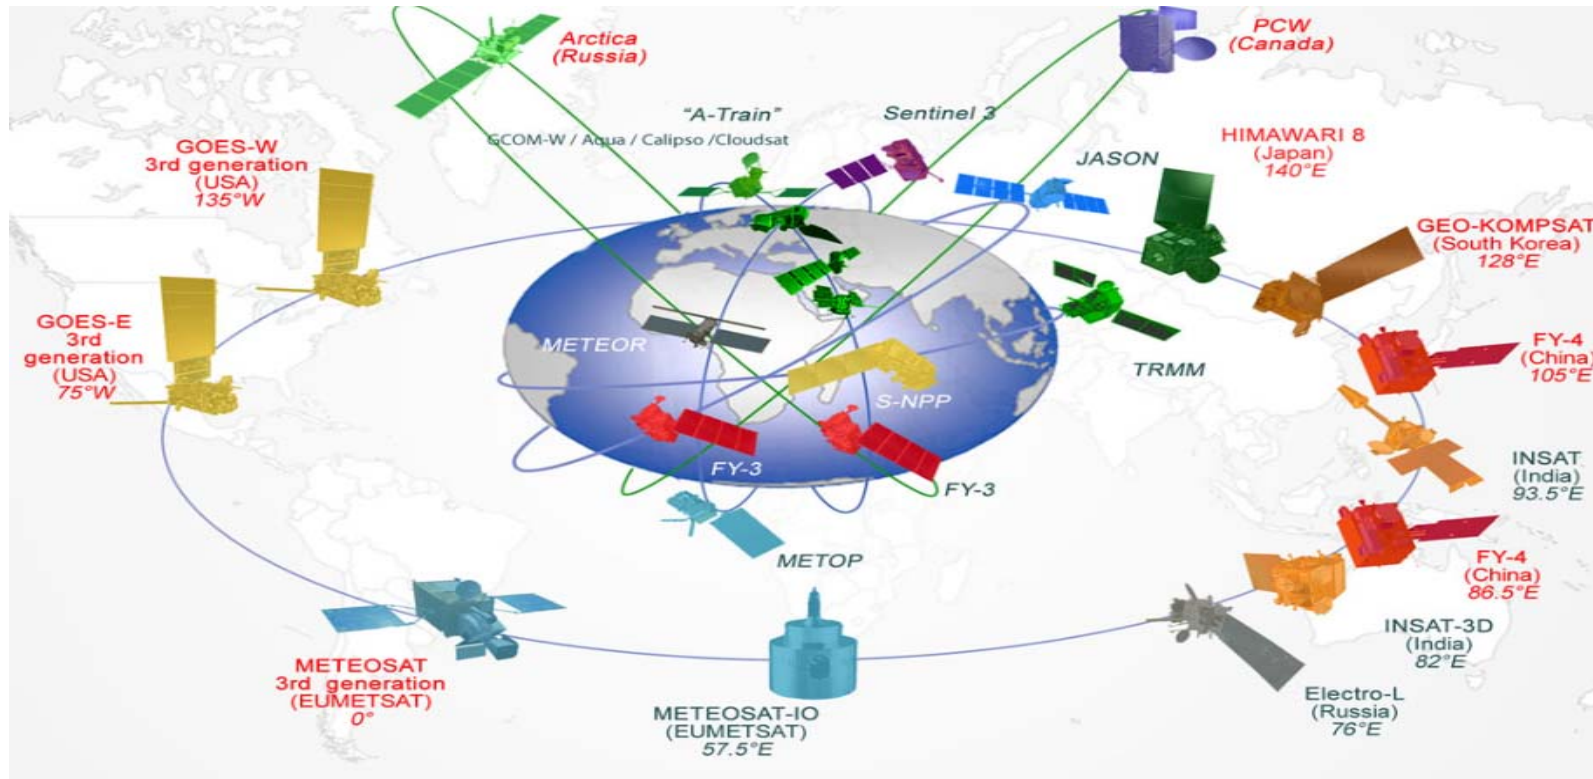 Arctica
(Russia)
PCW
(Canada)
"A-Train"
GCOM-W / Aqua / Calipso /Cloudsat
Sentinel 3
JASON
HIMAWARI 8
(Japan)
140°E
GOES-W
3rd generation
(USA)
135°W
GEO-KOMPSAT
(South Korea)
128°E
GOES-E
3rd
generation
(USA)
75°W
METEOR
S-NPP
TRMM
FY-4
(China)
105°E
FY-3
FY-3
INSAT
(India)
93.5°E
METOP
FY-4
(China)
86.5°E
INSAT-3D
(India)
82°E
METEOSAT
3rd generation
(EUMETSAT)
0°
METEOSAT-IO
(EUMETSAT)
57.5°E
Electro-L
(Russia)
76°E